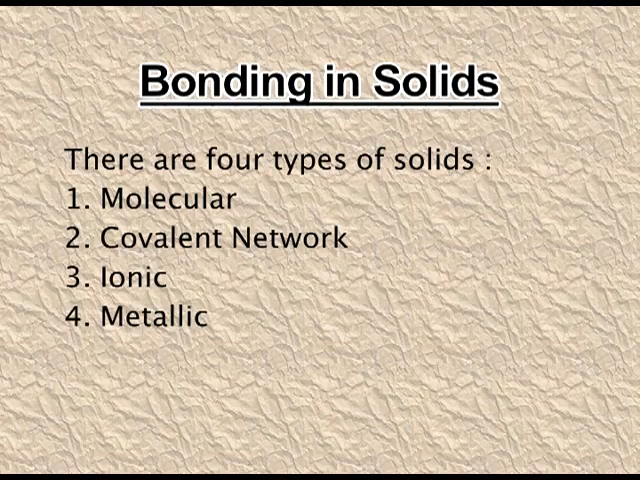 Bonding in Solids
There are four types of solids :
1. Molecular
2. Covalent Network
3. Ionic
4. Metallic